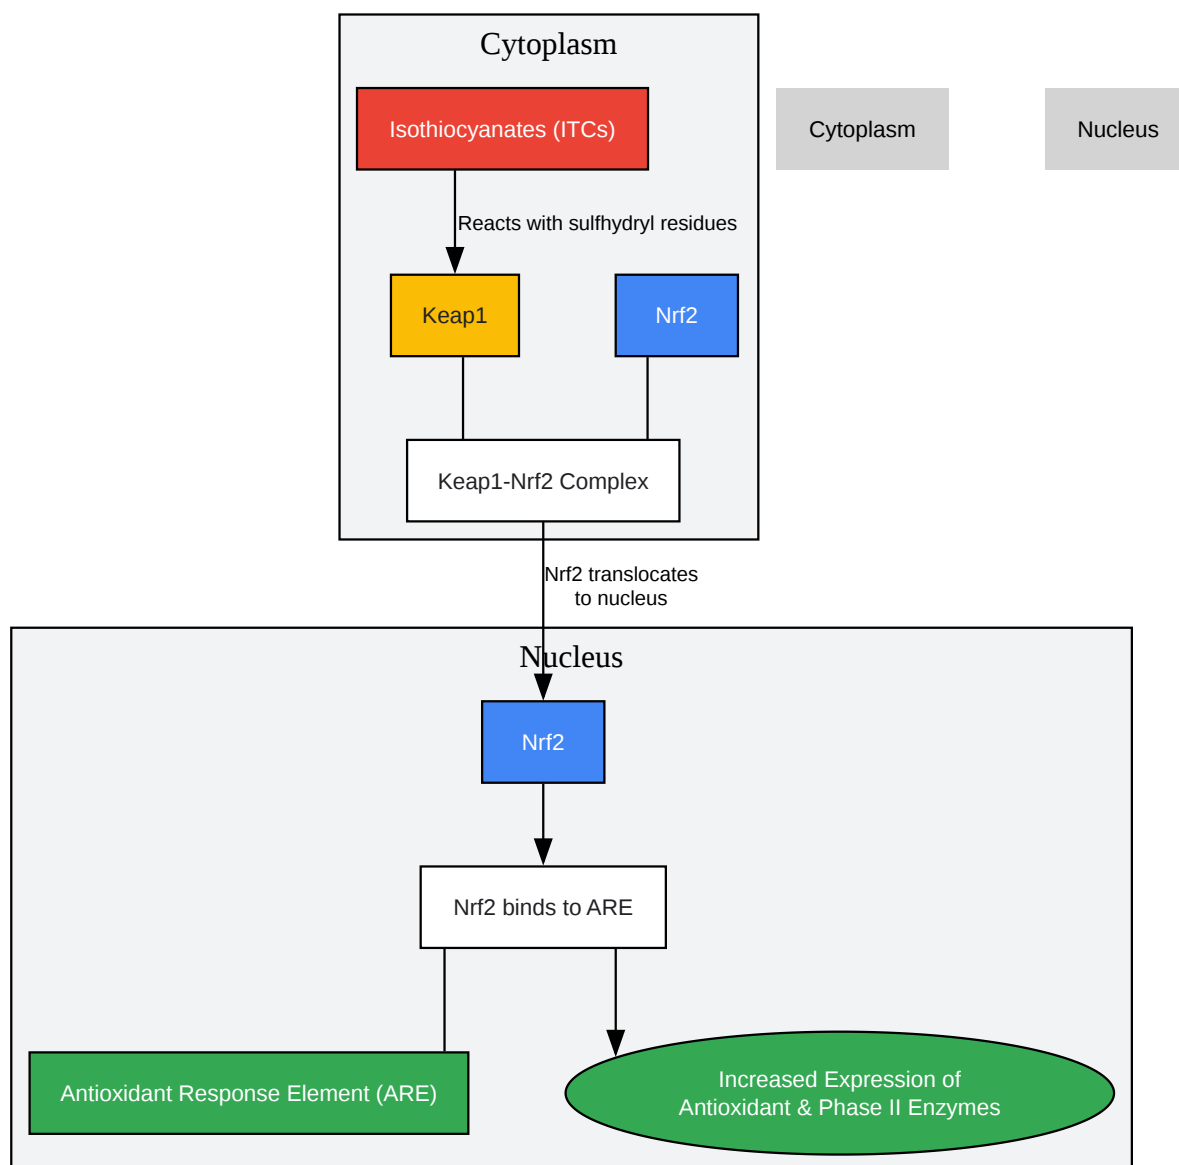 Cytoplasm
Isothiocyanates (ITCs)
Cytoplasm
Nucleus
Reacts with sulfhydryl residues
Keap1
Nrf2
Keap1-Nrf2 Complex
Nrf2 translocates
to nucleus
Nucleus
Nrf2
Nrf2 binds to ARE
Antioxidant Response Element (ARE)
Increased Expression of
Antioxidant & Phase II Enzymes